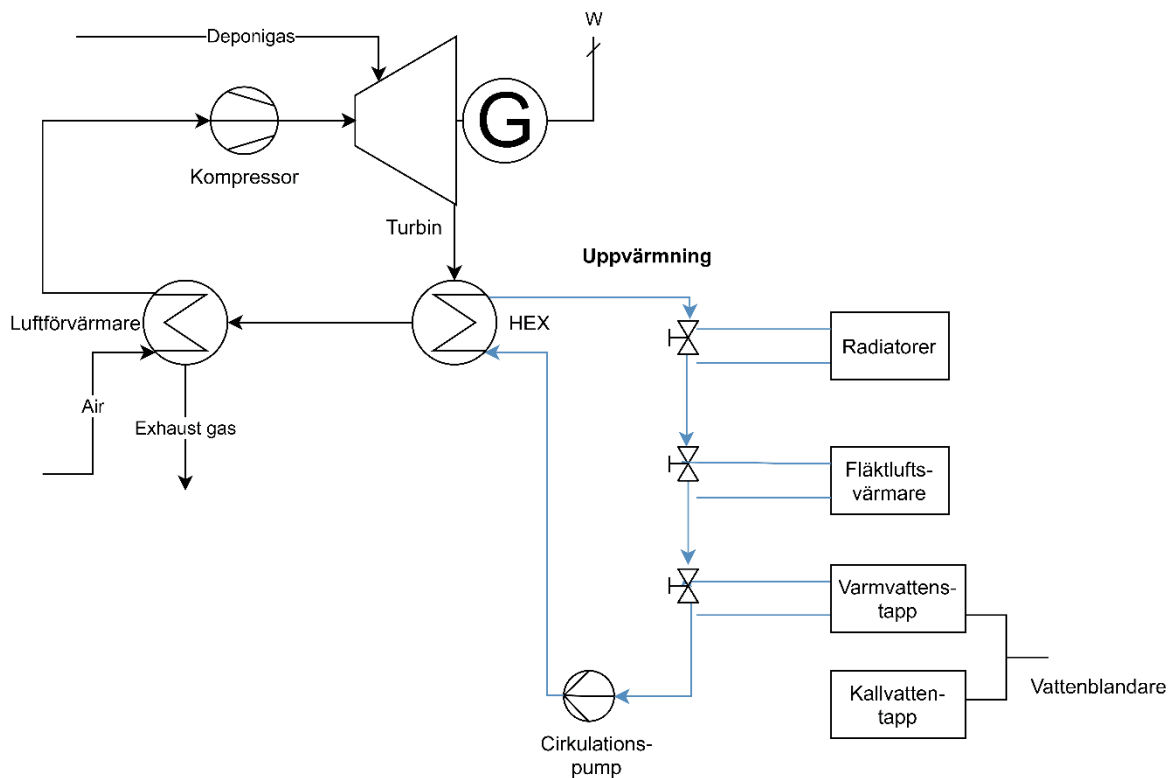 W
Deponigas
G
Kompressor
Turbin
Uppvärmning
Luftförvärmare
HEX
Radiatorer
Air
Exhaust gas
Fläktlufts-
värmare
Varmvattens-
tapp
Kallvatten-
tapp
Vattenblandare
Cirkulations-
pump